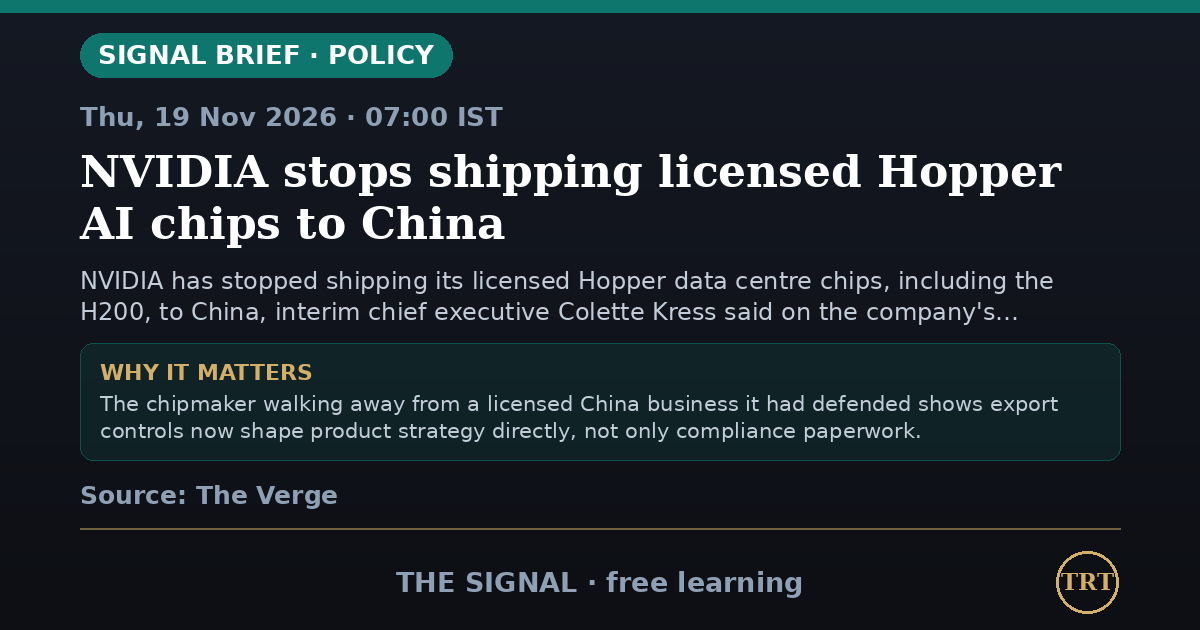 SIGNAL BRIEF · POLICY
Thu, 19 Nov 2026 · 07:00 IST
NVIDIA stops shipping licensed Hopper
AI chips to China
NVIDIA has stopped shipping its licensed Hopper data centre chips, including the
H200, to China, interim chief executive Colette Kress said on the company's...
WHY IT MATTERS
The chipmaker walking away from a licensed China business it had defended shows export
controls now shape product strategy directly, not only compliance paperwork.
Source: The Verge
THE SIGNAL · free learning
TRT